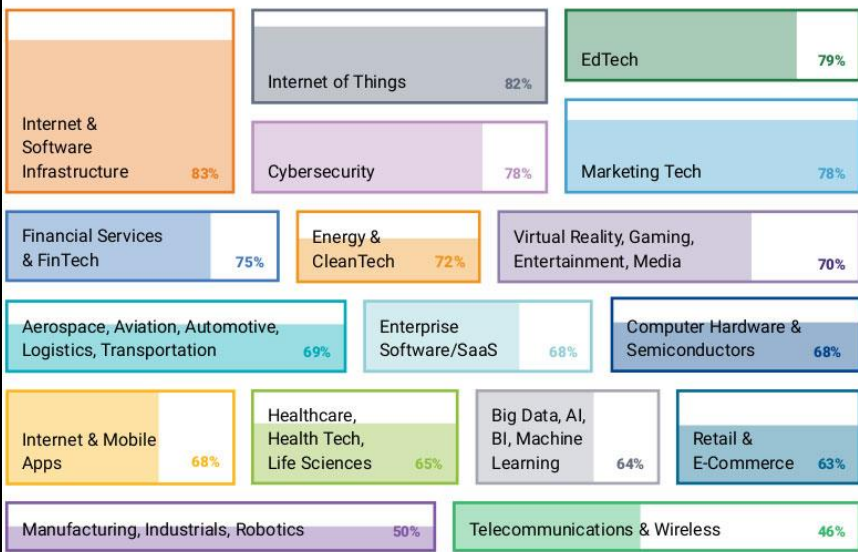 Internet &
Software
Infrastructure 83%
Internet of Things 82%
EdTech 79%
Cybersecurity 78%
Marketing Tech 78%
Financial Services
& FinTech 75%
Energy &
CleanTech 72%
Virtual Reality, Gaming,
Entertainment, Media 70%
Aerospace, Aviation, Automotive,
Logistics, Transportation 69%
Enterprise
Software/SaaS 68%
Computer Hardware &
Semiconductors 68%
Internet & Mobile
Apps 68%
Healthcare,
Health Tech,
Life Sciences 65%
Big Data, AI,
BI, Machine
Learning 64%
Retail &
E-Commerce 63%
Manufacturing, Industrials, Robotics 50%
Telecommunications & Wireless 46%